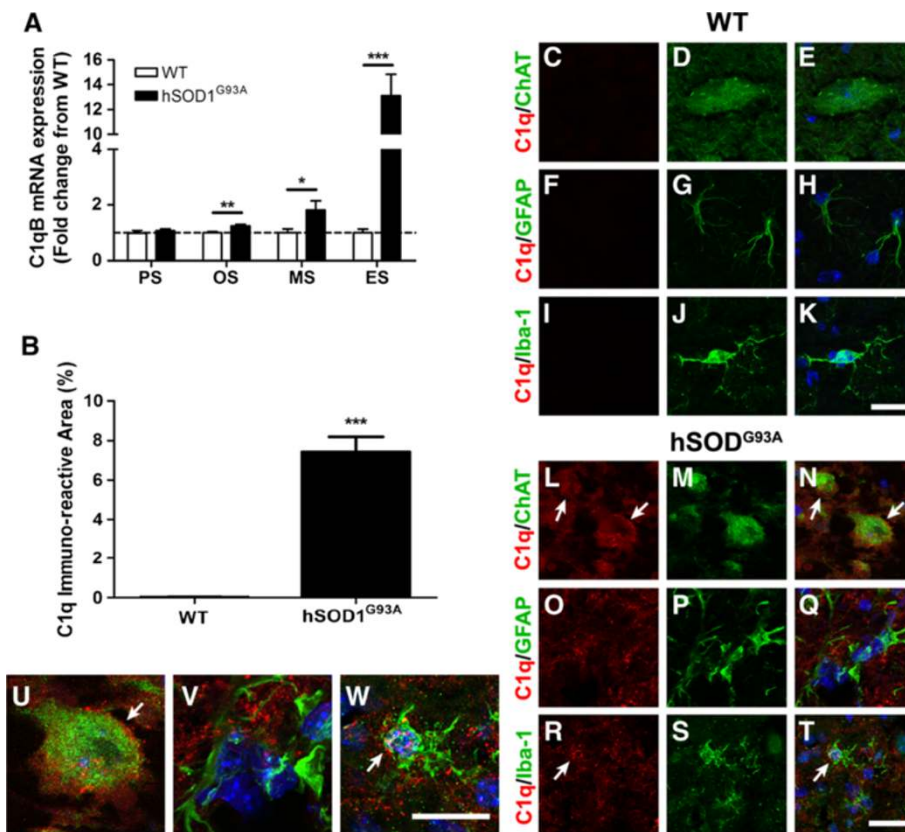 A
C1qB mRNA expression
(Fold change from WT)
16
14
12
10
4
2
0
WT
hSOD1G93A
**
*
***
PS OS MS ES
B
C1q Immuno-reactive Area (%)
10
8
6
4
2
0
***
WT hSOD1G93A
WT
C1q/ChAT
C D E
C1q/GFAP
F G H
C1q/Iba-1
I J K
hSODG93A
C1q/ChAT
L M N
C1q/GFAP
O P Q
C1q/Iba-1
R S T
U V W